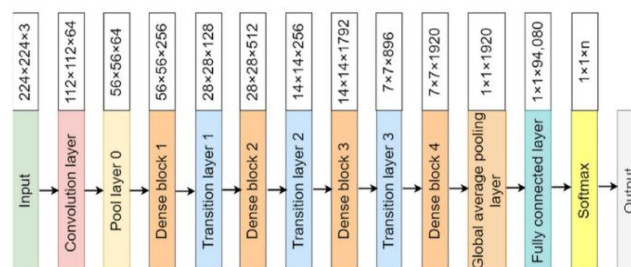 224×224×3
112×112×64
56×56×64
56×56×256
28×28×128
28×28×512
14×14×256
14×14×1792
7×7×896
7×7×1920
1×1×1920
1×1×94,080
1×1×n
Input
Convolution layer
Pool layer 0
Dense block 1
Transition layer 1
Dense block 2
Transition layer 2
Dense block 3
Transition layer 3
Dense block 4
Global average pooling
layer
Fully connected layer
Softmax
Output